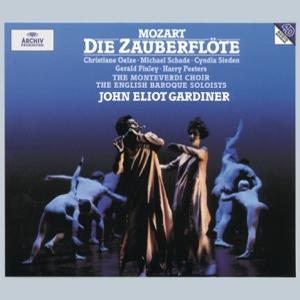 ARCHIV
PRODUKTION
MOZART
DIE ZAUBERFLÖTE
Christiane Oelze · Michael Schade · Cyndia Sieden
Gerald Finley · Harry Peeters
THE MONTEVERDI CHOIR
THE ENGLISH BAROQUE SOLOISTS
JOHN ELIOT GARDINER